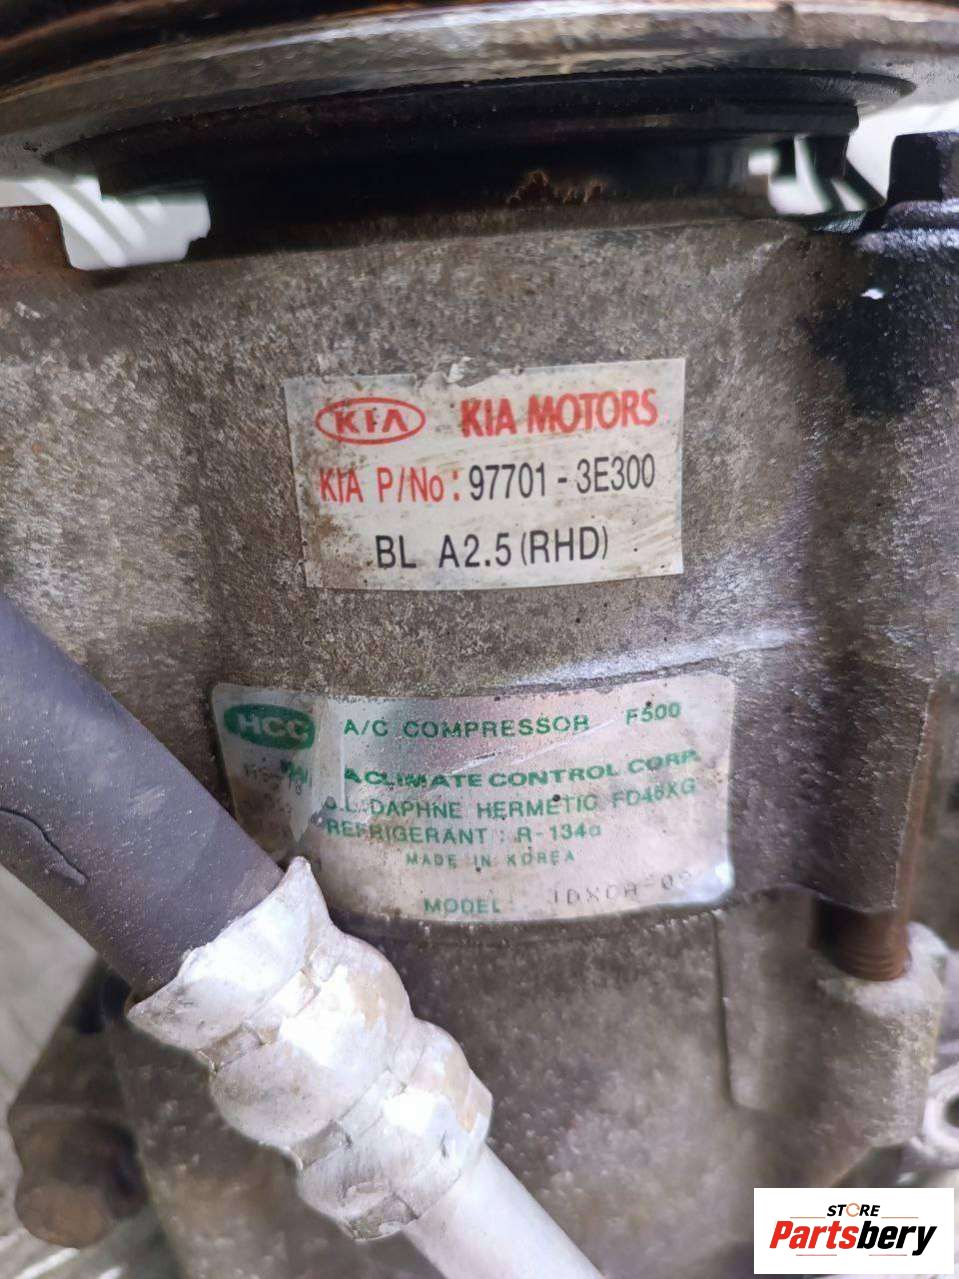 KIA KIA MOTORS
KIA P/No: 97701-3E300
BL A2.5(RHD)
HCC A/C COMPRESSOR F500
CLIMATE CONTROL CORP.
DAPHNE HERMETIC FD46XG
REFRIGERANT : R-134a
MADE IN KOREA
MODEL
STORE
Partsbery